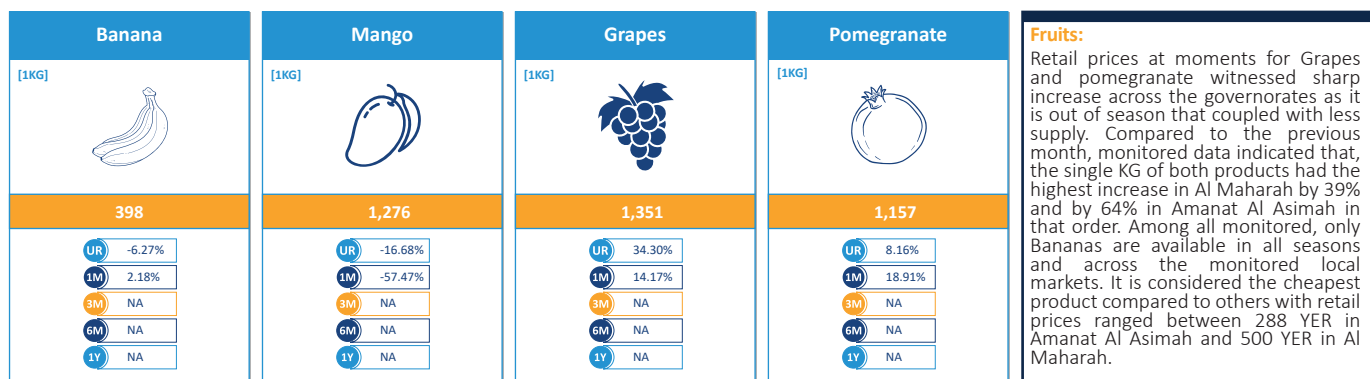 Banana
[1KG]
398
UR -6.27%
1M 2.18%
3M NA
6M NA
1Y NA
Mango
[1KG]
1,276
UR -16.68%
1M -57.47%
3M NA
6M NA
1Y NA
Grapes
[1KG]
1,351
UR 34.30%
1M 14.17%
3M NA
6M NA
1Y NA
Pomegranate
[1KG]
1,157
UR 8.16%
1M 18.91%
3M NA
6M NA
1Y NA
Fruits:
Retail prices at moments for Grapes
and pomegranate witnessed sharp
increase across the governorates as it
is out of season that coupled with less
supply. Compared to the previous
month, monitored data indicated that,
the single KG of both products had the
highest increase in Al Maharah by 39%
and by 64% in Amanat Al Asimah in
that order. Among all monitored, only
Bananas are available in all seasons
and across the monitored local
markets. It is considered the cheapest
product compared to others with retail
prices ranged between 288 YER in
Amanat Al Asimah and 500 YER in Al
Maharah.